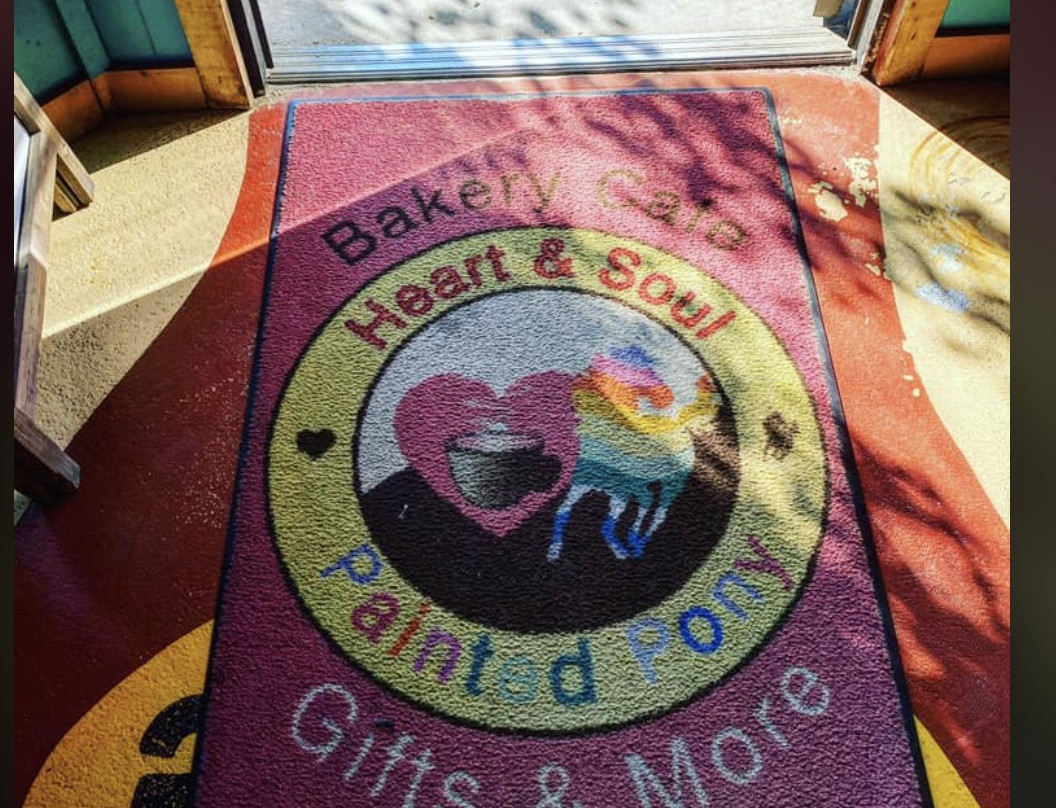 Bakery Cafe
Heart & Soul
Painted Pony
Gifts & More